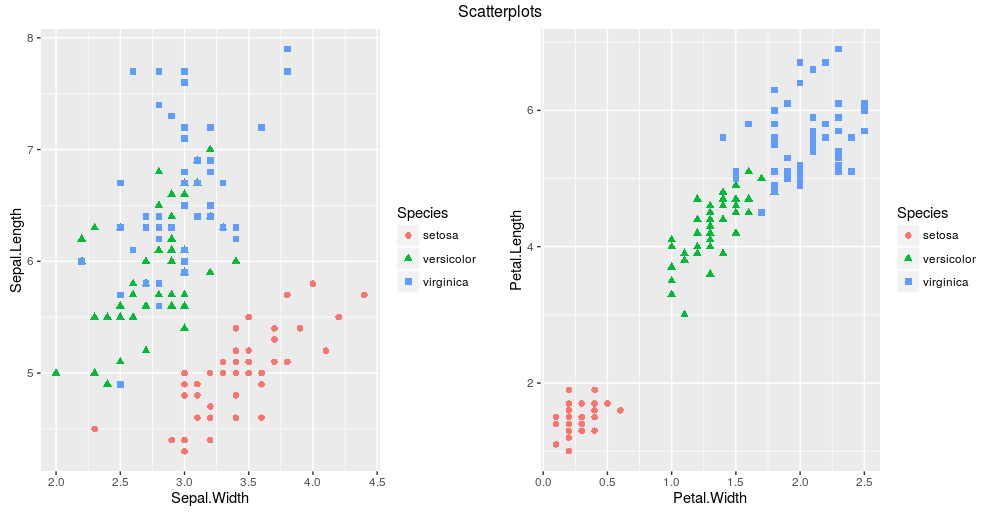 Scatterplots
8
7
6
5
Sepal.Length
2.0 2.5 3.0 3.5 4.0 4.5
Sepal.Width
Species
setosa
versicolor
virginica
6
4
2
Petal.Length
0.0 0.5 1.0 1.5 2.0 2.5
Petal.Width
Species
setosa
versicolor
virginica